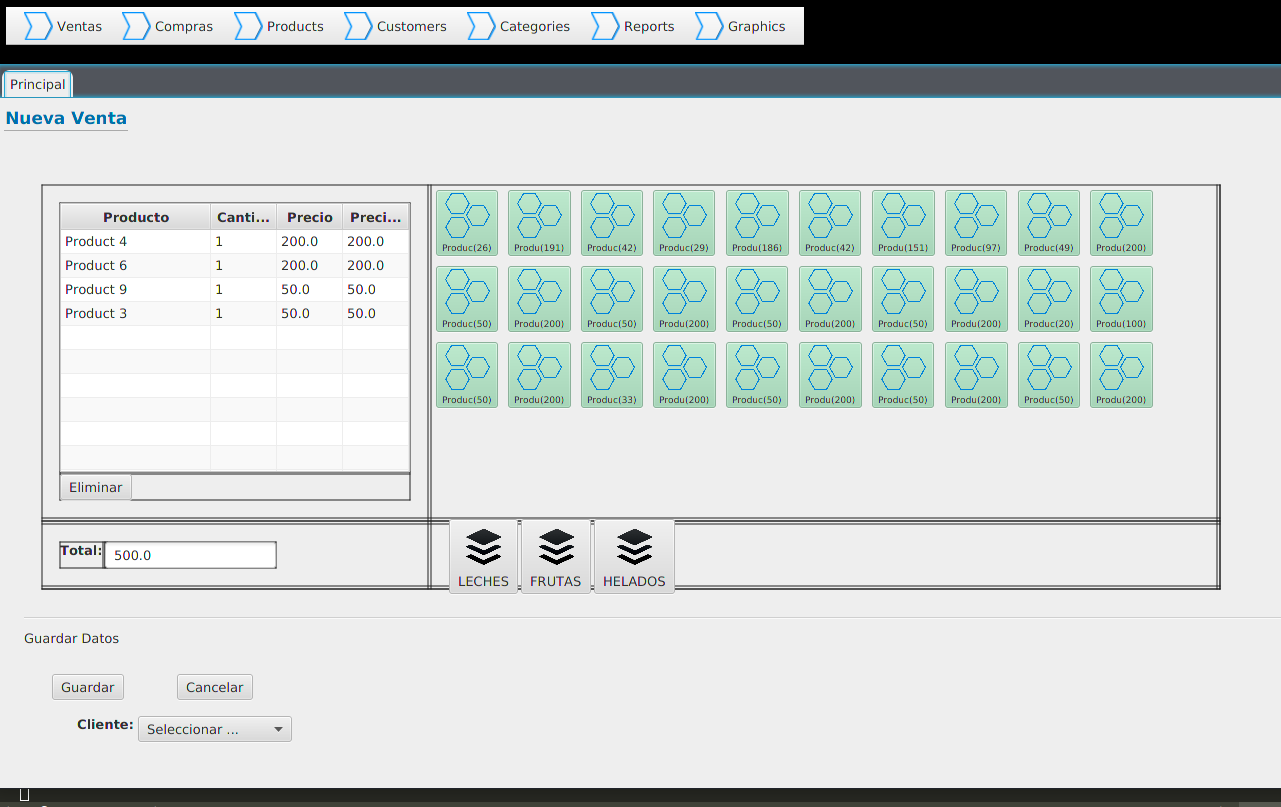 Ventas Compras Products Customers Categories Reports Graphics
Principal
Nueva Venta
Producto Canti... Precio Preci...
Product 4 1 200.0 200.0
Product 6 1 200.0 200.0
Product 9 1 50.0 50.0
Product 3 1 50.0 50.0
Eliminar
Total: 500.0
Produc(26) Produ(191) Produc(42) Produc(29) Produ(186) Produc(42) Produ(151) Produc(97) Produc(49) Produ(200)
Produc(50) Produ(200) Produc(50) Produ(200) Produc(50) Produ(200) Produc(50) Produ(200) Produc(20) Produ(100)
Produc(50) Produ(200) Produc(33) Produ(200) Produc(50) Produ(200) Produc(50) Produ(200) Produc(50) Produ(200)
LECHES FRUTAS HELADOS
Guardar Datos
Guardar Cancelar
Cliente: Seleccionar ...